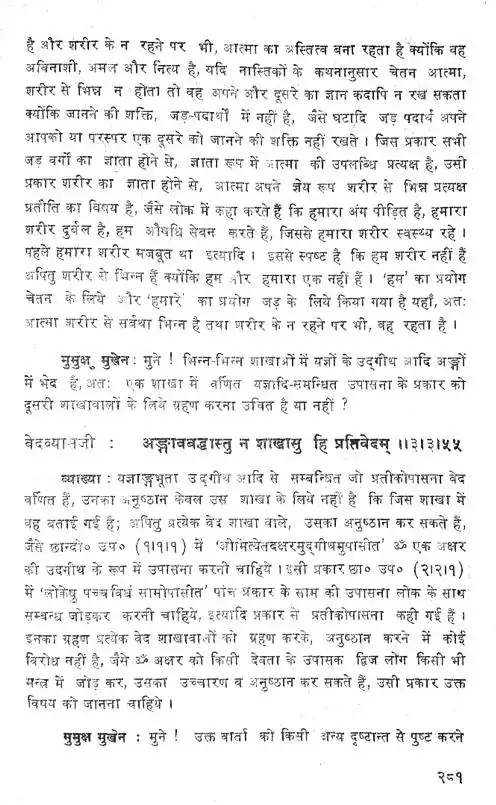 है और शरीर के न रहने पर भी, आत्मा का अस्तित्व बना रहता है क्योंकि वह
अविनाशी, अमल और नित्य है, यदि नास्तिकों के कथनानुसार चेतन आत्मा,
शरीर से भिन्न न होता तो वह अपने और दूसरे का ज्ञान कदापि न रख सकता
क्योंकि जानने की शक्ति, जड़-पदार्थों में नहीं है, जैसे घटादि जड़ पदार्थ अपने
आपको या परस्पर एक दूसरे को जानने की शक्ति नहीं रखते । जिस प्रकार सभी
जड़ वर्गों का ज्ञाता होने से, ज्ञाता रूप में आत्मा की उपलब्धि प्रत्यक्ष है, उसी
प्रकार शरीर का ज्ञाता होने से, आत्मा अपने ज्ञेय रूप शरीर से भिन्न प्रत्यक्ष
प्रतीति का विषय है, जैसे लोक में कहा करते हैं कि हमारा अंग पीड़ित है, हमारा
शरीर दुर्बल है, हम औषधि सेवन करते हैं, जिससे हमारा शरीर स्वस्थ्य रहे ।
पहले हमारा शरीर मजबूत था इत्यादि । इससे स्पष्ट है कि हम शरीर नहीं हैं
अपितु शरीर से भिन्न हैं क्योंकि हम और हमारा एक नहीं हैं । 'हम' का प्रयोग
चेतन के लिये और 'हमारे' का प्रयोग जड़ के लिये किया गया है यहाँ, अतः
आत्मा शरीर से सर्वथा भिन्न है तथा शरीर के न रहने पर भी, वह रहता है ।
मुमुक्षु मुखेन : मुने ! भिन्न-भिन्न शाखाओं में यज्ञों के उद्गीथ आदि अङ्गों
में भेद है, अतः एक शाखा में वर्णित यज्ञादि-सम्बन्धित उपासना के प्रकार को
दूसरी शाखावालों के लिये ग्रहण करना उचित है या नहीं ?
वेदव्यासजी : अङ्गावबद्धास्तु न शाखासु हि प्रतिवेदम् ।।३।३।५५
व्याख्या : यज्ञाङ्गभूता उद्गीथ आदि से सम्बन्धित जो प्रतीकोपासना वेद
वर्णित हैं, उनका अनुष्ठान केवल उस शाखा के लिये नहीं है कि जिस शाखा में
वह बताई गई है; अपितु प्रत्येक वेद शाखा वाले, उसका अनुष्ठान कर सकते हैं,
जैसे छान्दो० उप० (१।१।१) में 'ओमित्येतदक्षरमुद्गीथमुपासीत' ॐ एक अक्षर
की उद्गीथ के रूप में उपासना करनी चाहिये । इसी प्रकार छा० उप० (२।२।१)
में 'लोकेषु पञ्चविधं सामोपासीत' पांच प्रकार के साम की उपासना लोक के साथ
सम्बन्ध जोड़कर करनी चाहिये, इत्यादि प्रकार से प्रतीकोपासना कही गई हैं ।
इनका ग्रहण प्रत्येक वेद शाखावालों को ग्रहण करके, अनुष्ठान करने में कोई
विरोध नहीं है, जैसे ॐ अक्षर को किसी देवता के उपासक द्विज लोग किसी भी
मन्त्र में जोड़ कर, उसका उच्चारण व अनुष्ठान कर सकते हैं, उसी प्रकार उक्त
विषय को जानना चाहिये ।
मुमुक्ष मुखेन : मुने ! उक्त वार्ता को किसी अन्य दृष्टान्त से पुष्ट करने
२८१